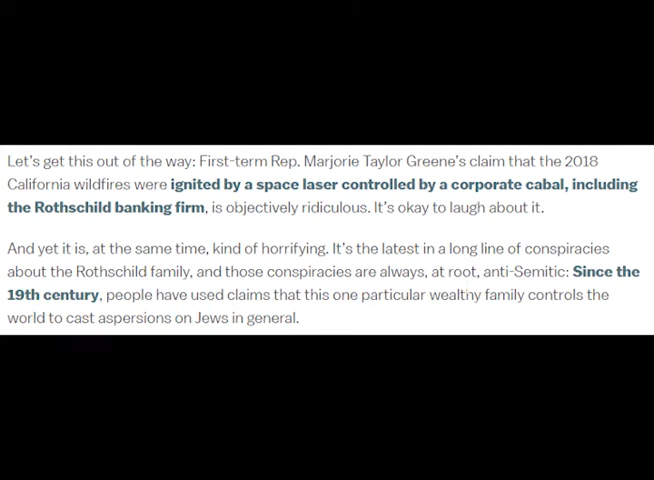 Let's get this out of the way: First-term Rep. Marjorie Taylor Greene's claim that the 2018
California wildfires were ignited by a space laser controlled by a corporate cabal, including
the Rothschild banking firm, is objectively ridiculous. It's okay to laugh about it.
And yet it is, at the same time, kind of horrifying. It's the latest in a long line of conspiracies
about the Rothschild family, and those conspiracies are always, at root, anti-Semitic: Since the
19th century, people have used claims that this one particular wealthy family controls the
world to cast aspersions on Jews in general.